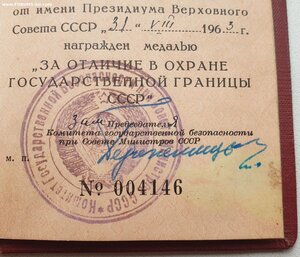 от имени Президиума Верховного
Совета СССР „31“ VIII 1963 г.
награжден медалью
„ЗА ОТЛИЧИЕ В ОХРАНЕ
ГОСУДАРСТВЕННОЙ ГРАНИЦЫ
СССР“
Зам Председателя
Комитета государственной безопасности
при Совете Министров СССР
М. П.
№ 004146